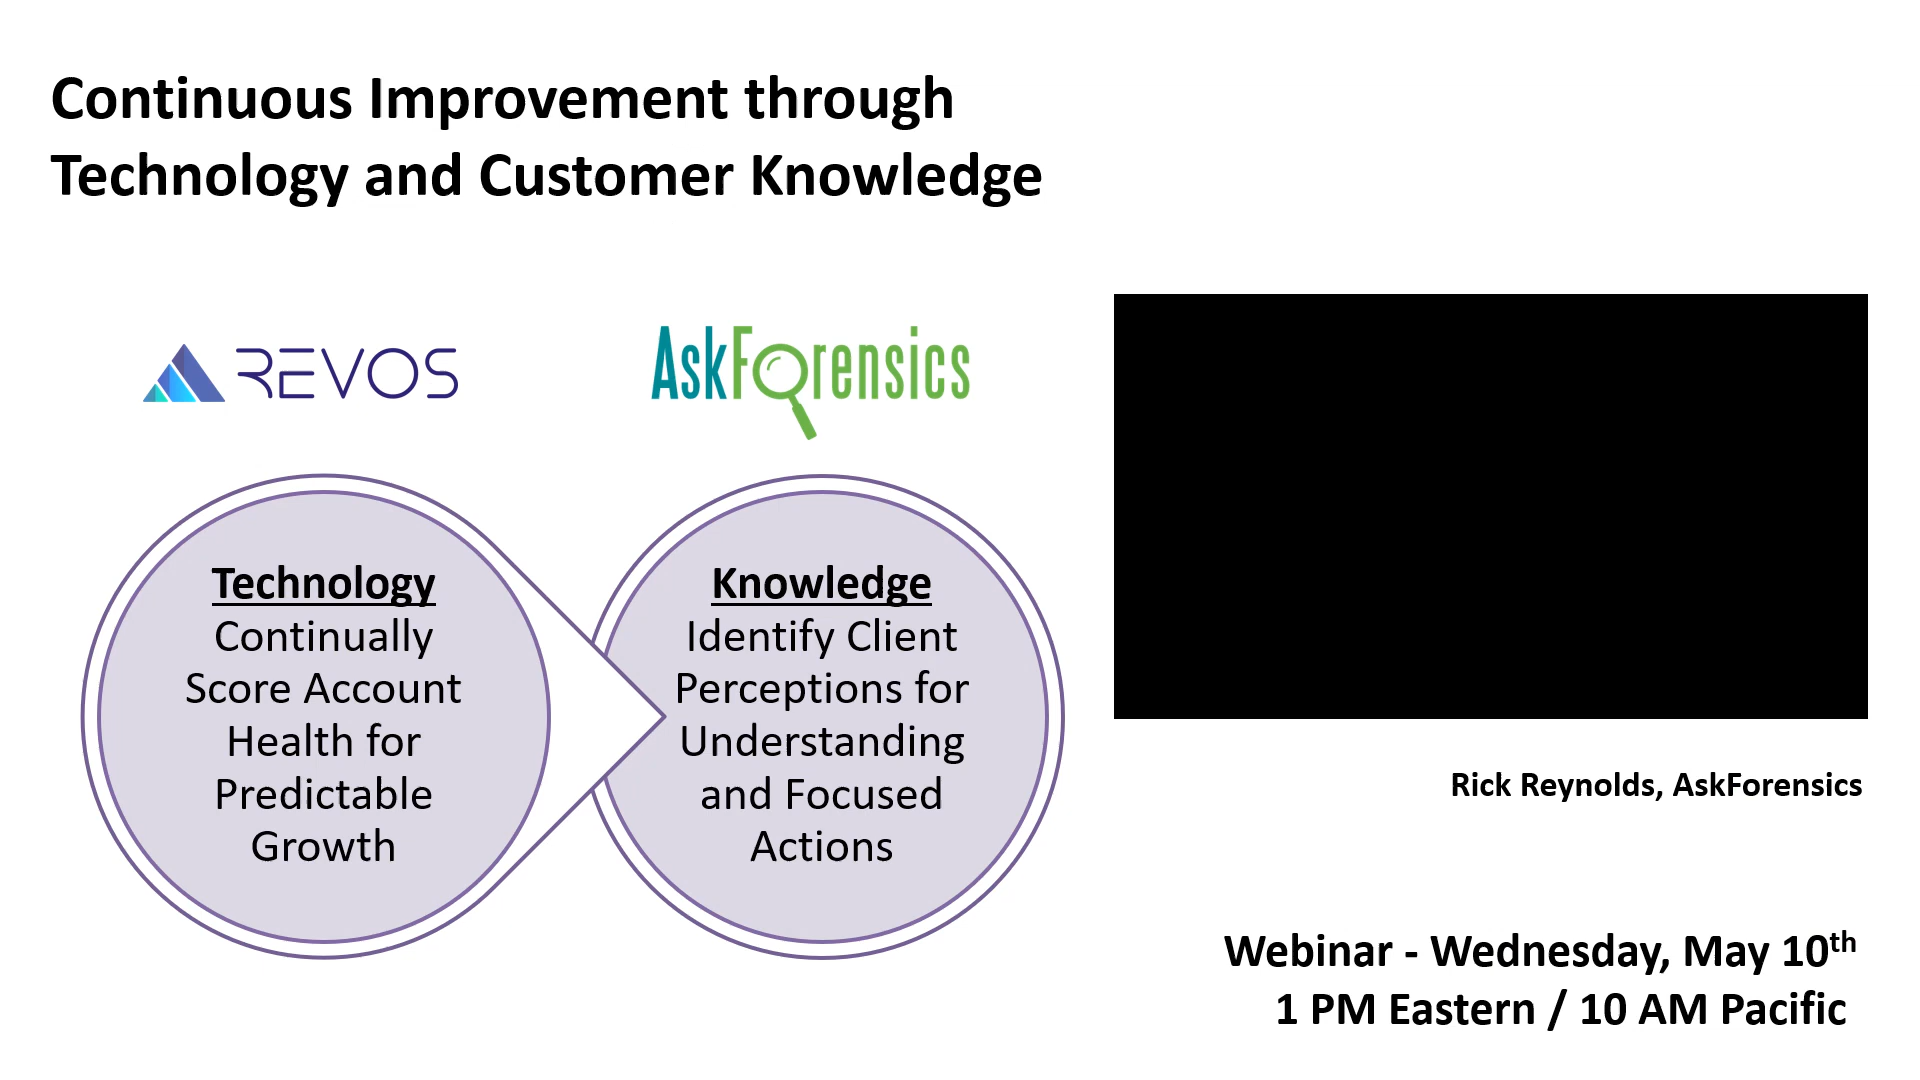 Continuous Improvement through
Technology and Customer Knowledge
REVOS
AskForensics
Technology
Continually
Score Account
Health for
Predictable
Growth
Knowledge
Identify Client
Perceptions for
Understanding
and Focused
Actions
Rick Reynolds, AskForensics
Webinar - Wednesday, May 10th
1 PM Eastern / 10 AM Pacific